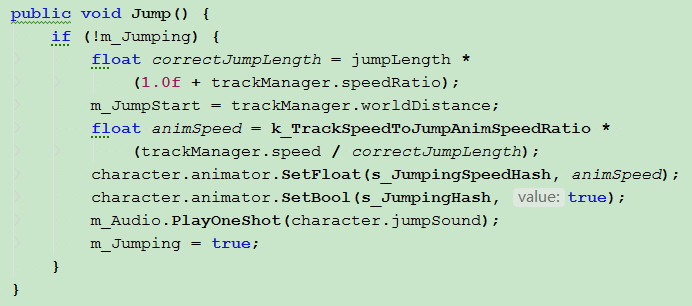 public void Jump() {
    if (!m_Jumping) {
        float correctJumpLength = jumpLength *
            (1.0f + trackManager.speedRatio);
        m_JumpStart = trackManager.worldDistance;
        float animSpeed = k_TrackSpeedToJumpAnimSpeedRatio *
            (trackManager.speed / correctJumpLength);
        character.animator.SetFloat(s_JumpingSpeedHash, animSpeed);
        character.animator.SetBool(s_JumpingHash, value: true);
        m_Audio.PlayOneShot(character.jumpSound);
        m_Jumping = true;
    }
}